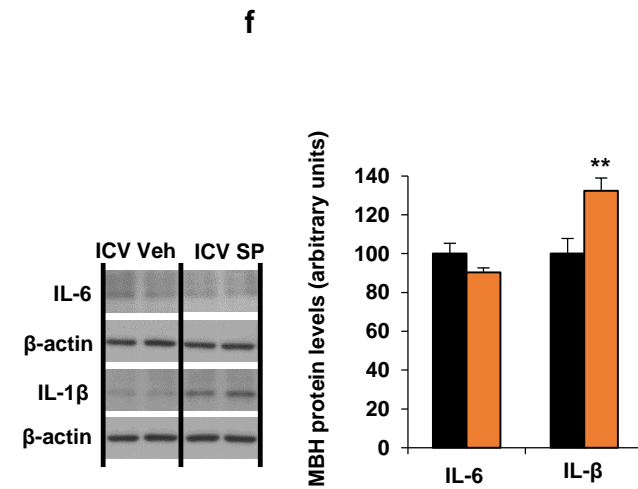 f
ICV Veh ICV SP
IL-6
β-actin
IL-1β
β-actin
MBH protein levels (arbitrary units)
140
120
100
80
60
40
20
0
**
IL-6
IL-β